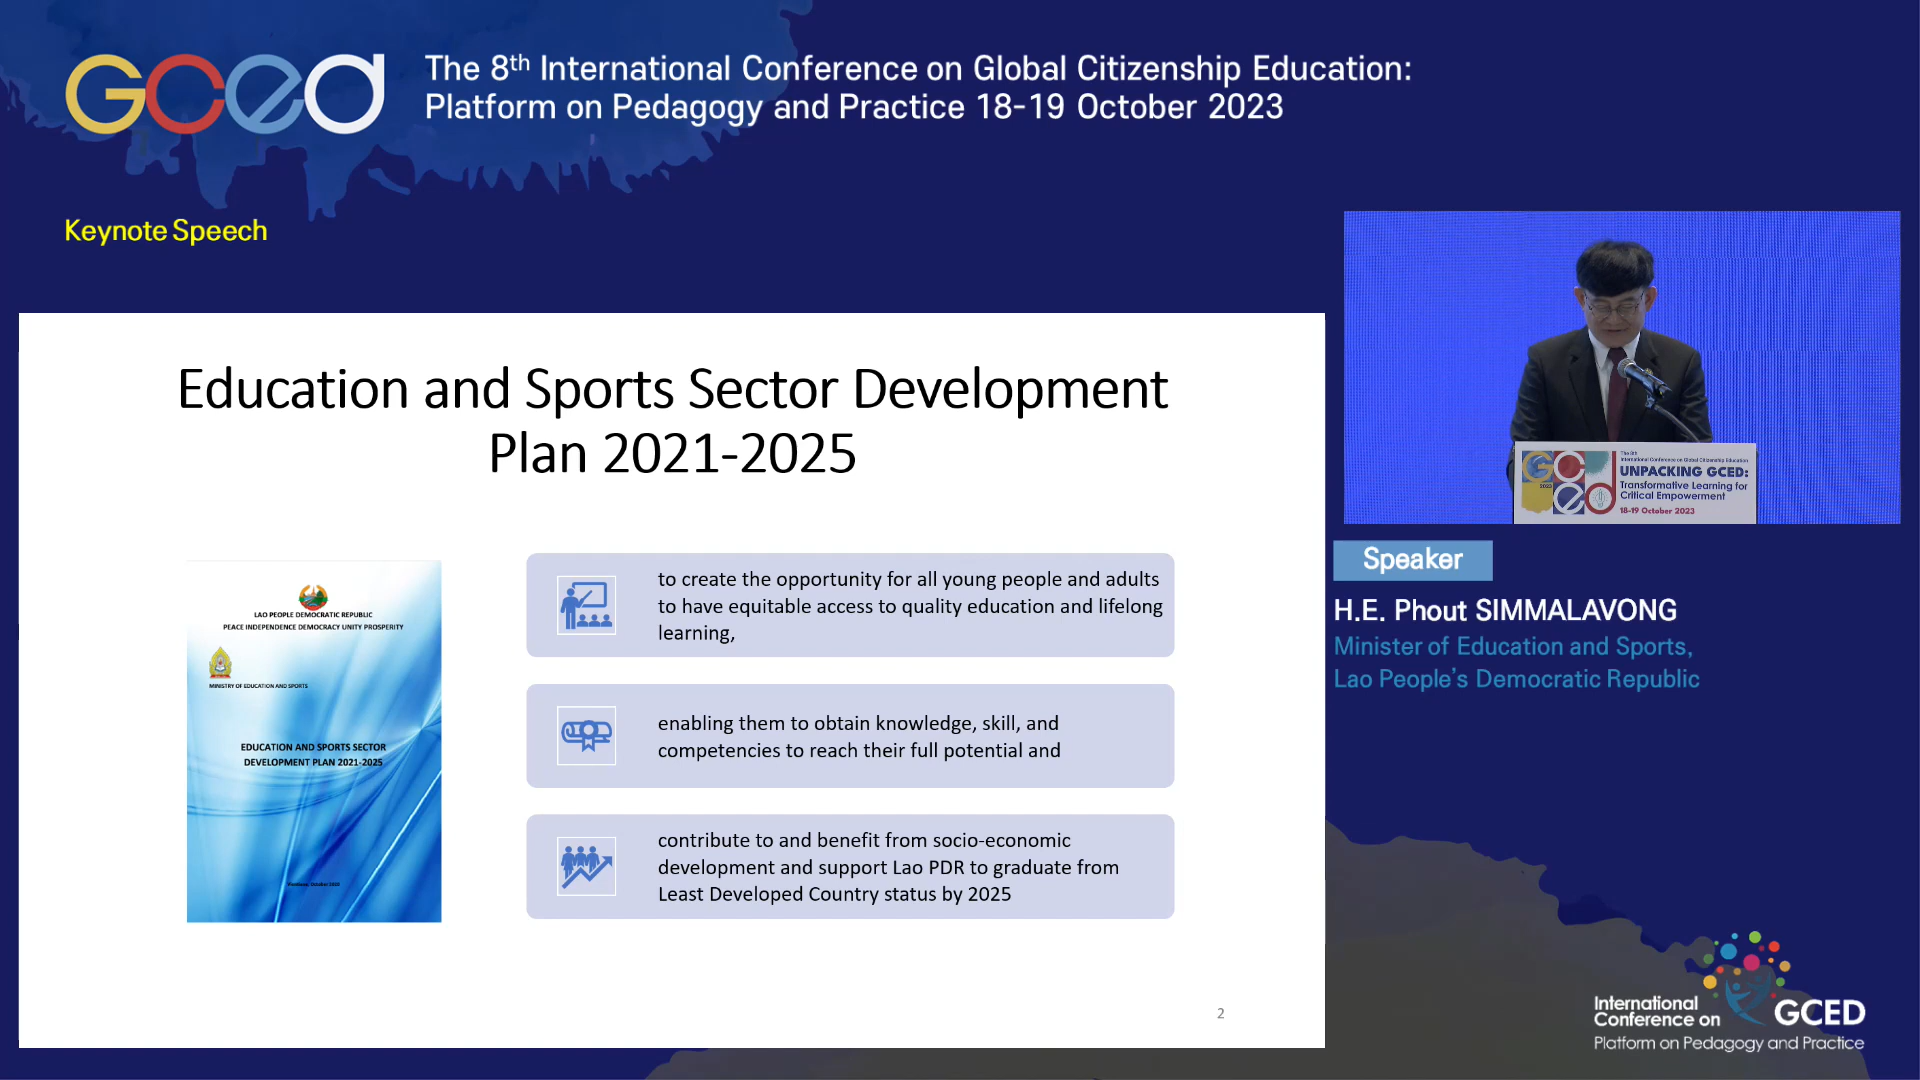 GCED
The 8th International Conference on Global Citizenship Education:
Platform on Pedagogy and Practice 18-19 October 2023
Keynote Speech
Education and Sports Sector Development
Plan 2021-2025
LAO PEOPLE DEMOCRATIC REPUBLIC
PEACE INDEPENDENCE DEMOCRACY UNITY PROSPERITY
MINISTRY OF EDUCATION AND SPORTS
EDUCATION AND SPORTS SECTOR
DEVELOPMENT PLAN 2021-2025
to create the opportunity for all young people and adults
to have equitable access to quality education and lifelong
learning,
enabling them to obtain knowledge, skill, and
competencies to reach their full potential and
contribute to and benefit from socio-economic
development and support Lao PDR to graduate from
Least Developed Country status by 2025
2
GCED
2023
The 8th
International Conference on Global Citizenship Education
UNPACKING GCED:
Transformative Learning for
Critical Empowerment
18-19 October 2023
Speaker
H.E. Phout SIMMALAVONG
Minister of Education and Sports,
Lao People's Democratic Republic
International
Conference on GCED
Platform on Pedagogy and Practice